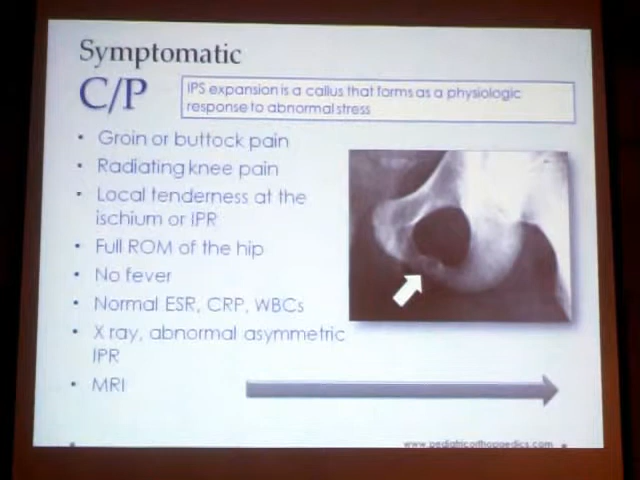 Symptomatic
C/P
IPS expansion is a callus that forms as a physiologic
response to abnormal stress
• Groin or buttock pain
• Radiating knee pain
• Local tenderness at the
ischium or IPR
• Full ROM of the hip
• No fever
• Normal ESR, CRP, WBCs
• X ray, abnormal asymmetric
IPR
• MRI
www.pediatricorthopaedics.com